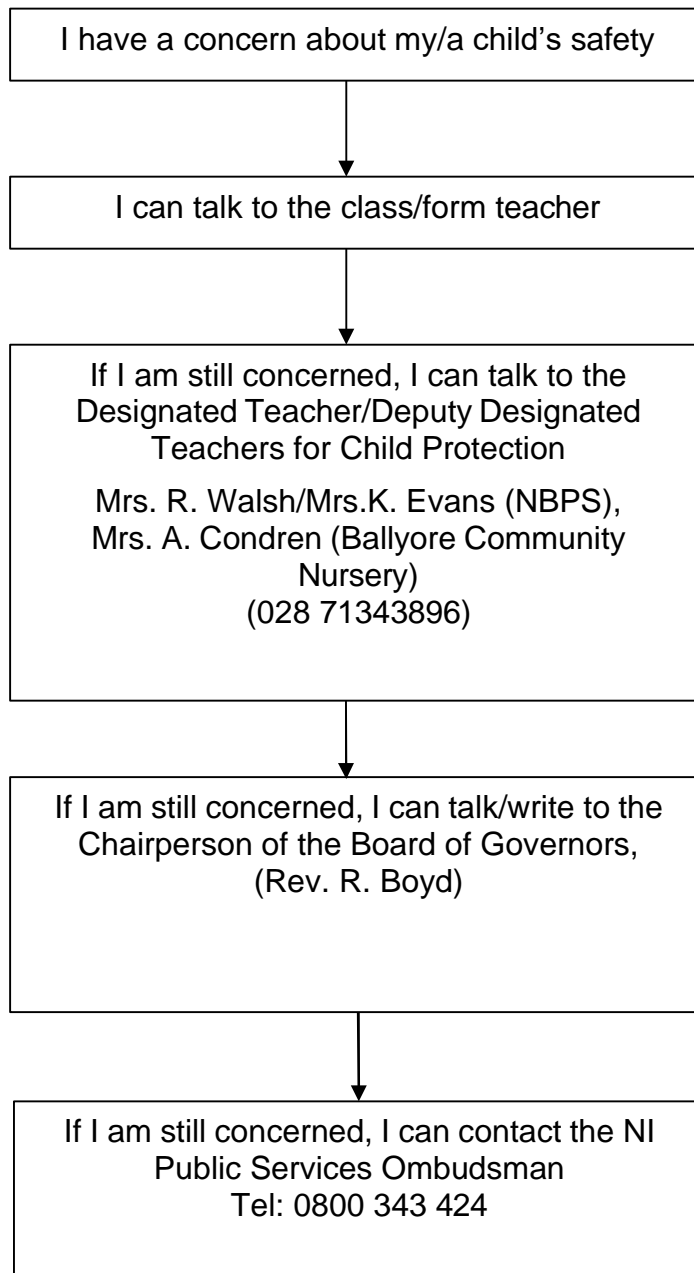 I have a concern about my/a child’s safety
I can talk to the class/form teacher
If I am still concerned, I can talk to the
Designated Teacher/Deputy Designated
Teachers for Child Protection
Mrs. R. Walsh/Mrs.K. Evans (NBPS),
Mrs. A. Condren (Ballyore Community
Nursery)
(028 71343896)
If I am still concerned, I can talk/write to the
Chairperson of the Board of Governors,
(Rev. R. Boyd)
If I am still concerned, I can contact the NI
Public Services Ombudsman
Tel: 0800 343 424